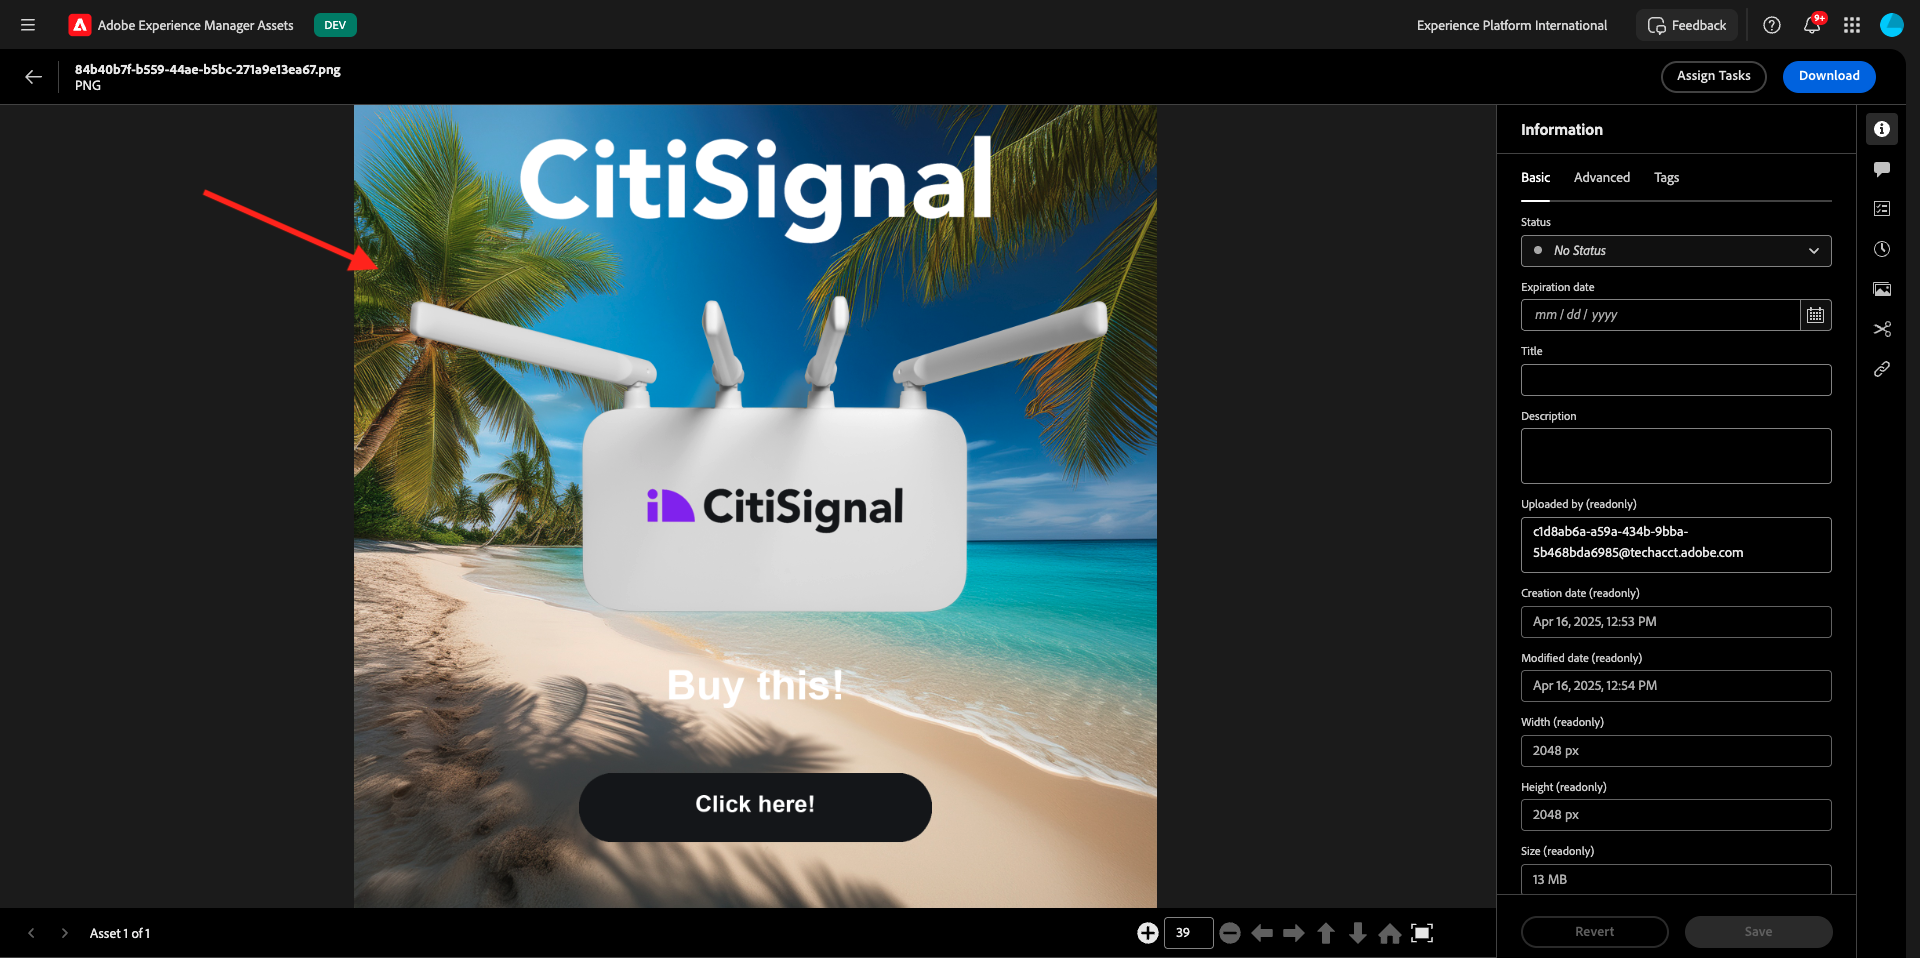 Adobe Experience Manager Assets
DEV
Experience Platform International
Feedback
9+
84b40b7f-b559-44ae-b5bc-271a9e13ea67.png
PNG
Assign Tasks
Download
CitiSignal
CitiSignal
Buy this!
Click here!
Information
Basic Advanced Tags
Status
No Status
Expiration date
mm / dd / yyyy
Title
Description
Uploaded by (readonly)
c1d8ab6a-a59a-434b-9bba-
5b468bda6985@techacct.adobe.com
Creation date (readonly)
Apr 16, 2025, 12:53 PM
Modified date (readonly)
Apr 16, 2025, 12:54 PM
Width (readonly)
2048 px
Height (readonly)
2048 px
Size (readonly)
13 MB
Asset 1 of 1
39
Revert
Save